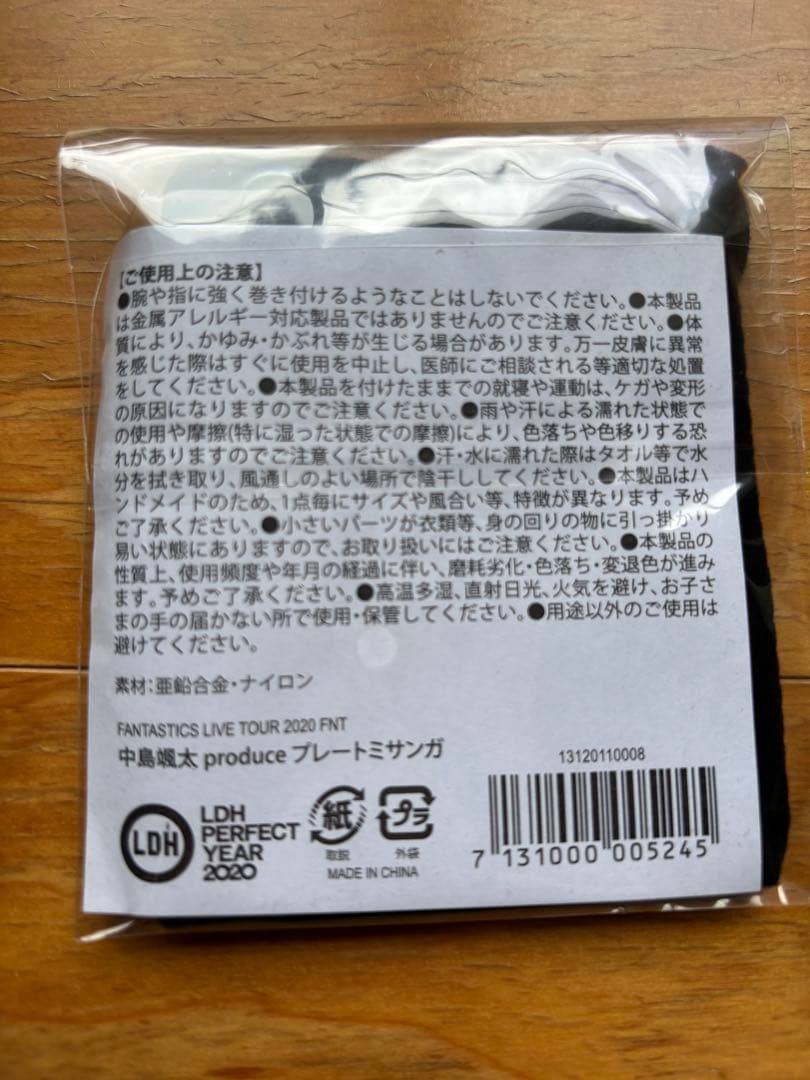 【ご使用上の注意】
●腕や指に強く巻き付けるようなことはしないでください。●本製品
は金属アレルギー対応製品ではありませんのでご注意ください。●体
質により、かゆみ・かぶれ等が生じる場合があります。万一皮膚に異常
を感じた際はすぐに使用を中止し、医師にご相談される等適切な処置
をしてください。●本製品を付けたままでの就寝や運動は、ケガや変形
の原因になりますのでご注意ください。●雨や汗による濡れた状態で
の使用や摩擦(特に湿った状態での摩擦)により、色落ちや色移りする恐
れがありますのでご注意ください。●汗・水に濡れた際はタオル等で水
分を拭き取り、風通しのよい場所で陰干ししてください。●本製品はハ
ンドメイドのため、1点毎にサイズや風合い等、特徴が異なります。予め
ご了承ください。●小さいパーツが衣類等、身の回りの物に引っ掛かり
易い状態にありますので、お取り扱いにはご注意ください。●本製品の
性質上、使用頻度や年月の経過に伴い、磨耗劣化・色落ち・変退色が進み
ます。予めご了承ください。●高温多湿、直射日光、火気を避け、お子さ
まの手の届かない所で使用・保管してください。●用途以外のご使用は
避けてください。
素材：亜鉛合金・ナイロン
FANTASTICS LIVE TOUR 2020 FNT
中島颯太 produce プレートミサンガ
13120110008
LDH
LDH
PERFECT
YEAR
2020
紙
プラ
取説
外袋
MADE IN CHINA
7 131000 005245